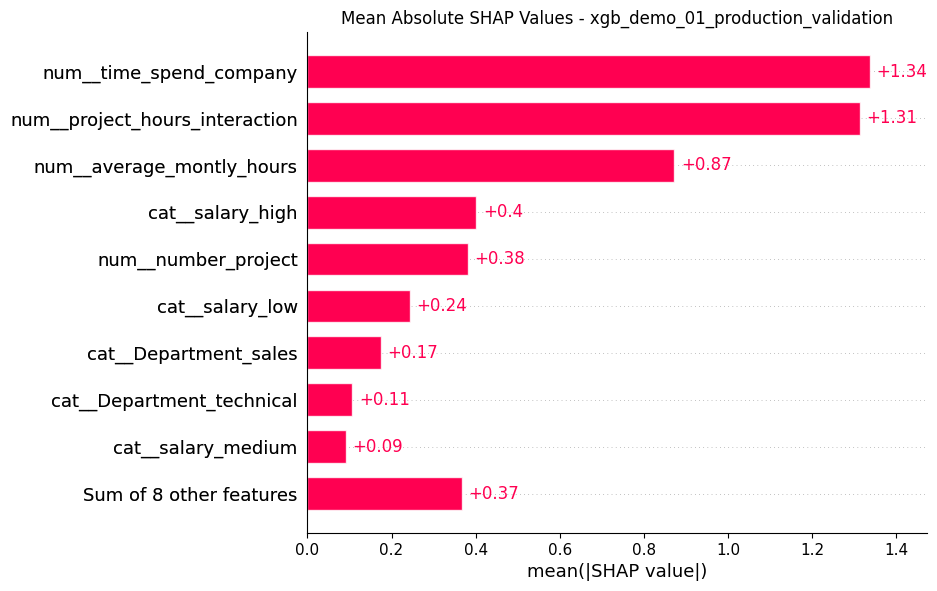 Mean Absolute SHAP Values - xgb_demo_01_production_validation
num__time_spend_company +1.34
num__project_hours_interaction +1.31
num__average_montly_hours +0.87
cat__salary_high +0.4
num__number_project +0.38
cat__salary_low +0.24
cat__Department_sales +0.17
cat__Department_technical +0.11
cat__salary_medium +0.09
Sum of 8 other features +0.37
0.0 0.2 0.4 0.6 0.8 1.0 1.2 1.4
mean(|SHAP value|)